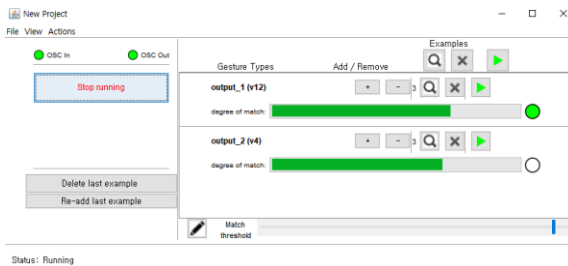 New Project
File View Actions
OSC In OSC Out
Stop running
Delete last example
Re-add last example
Examples
Gesture Types Add / Remove
output_1 (v12) + - 3
degree of match:
output_2 (v4) + - 3
degree of match:
Match
threshold
Status: Running